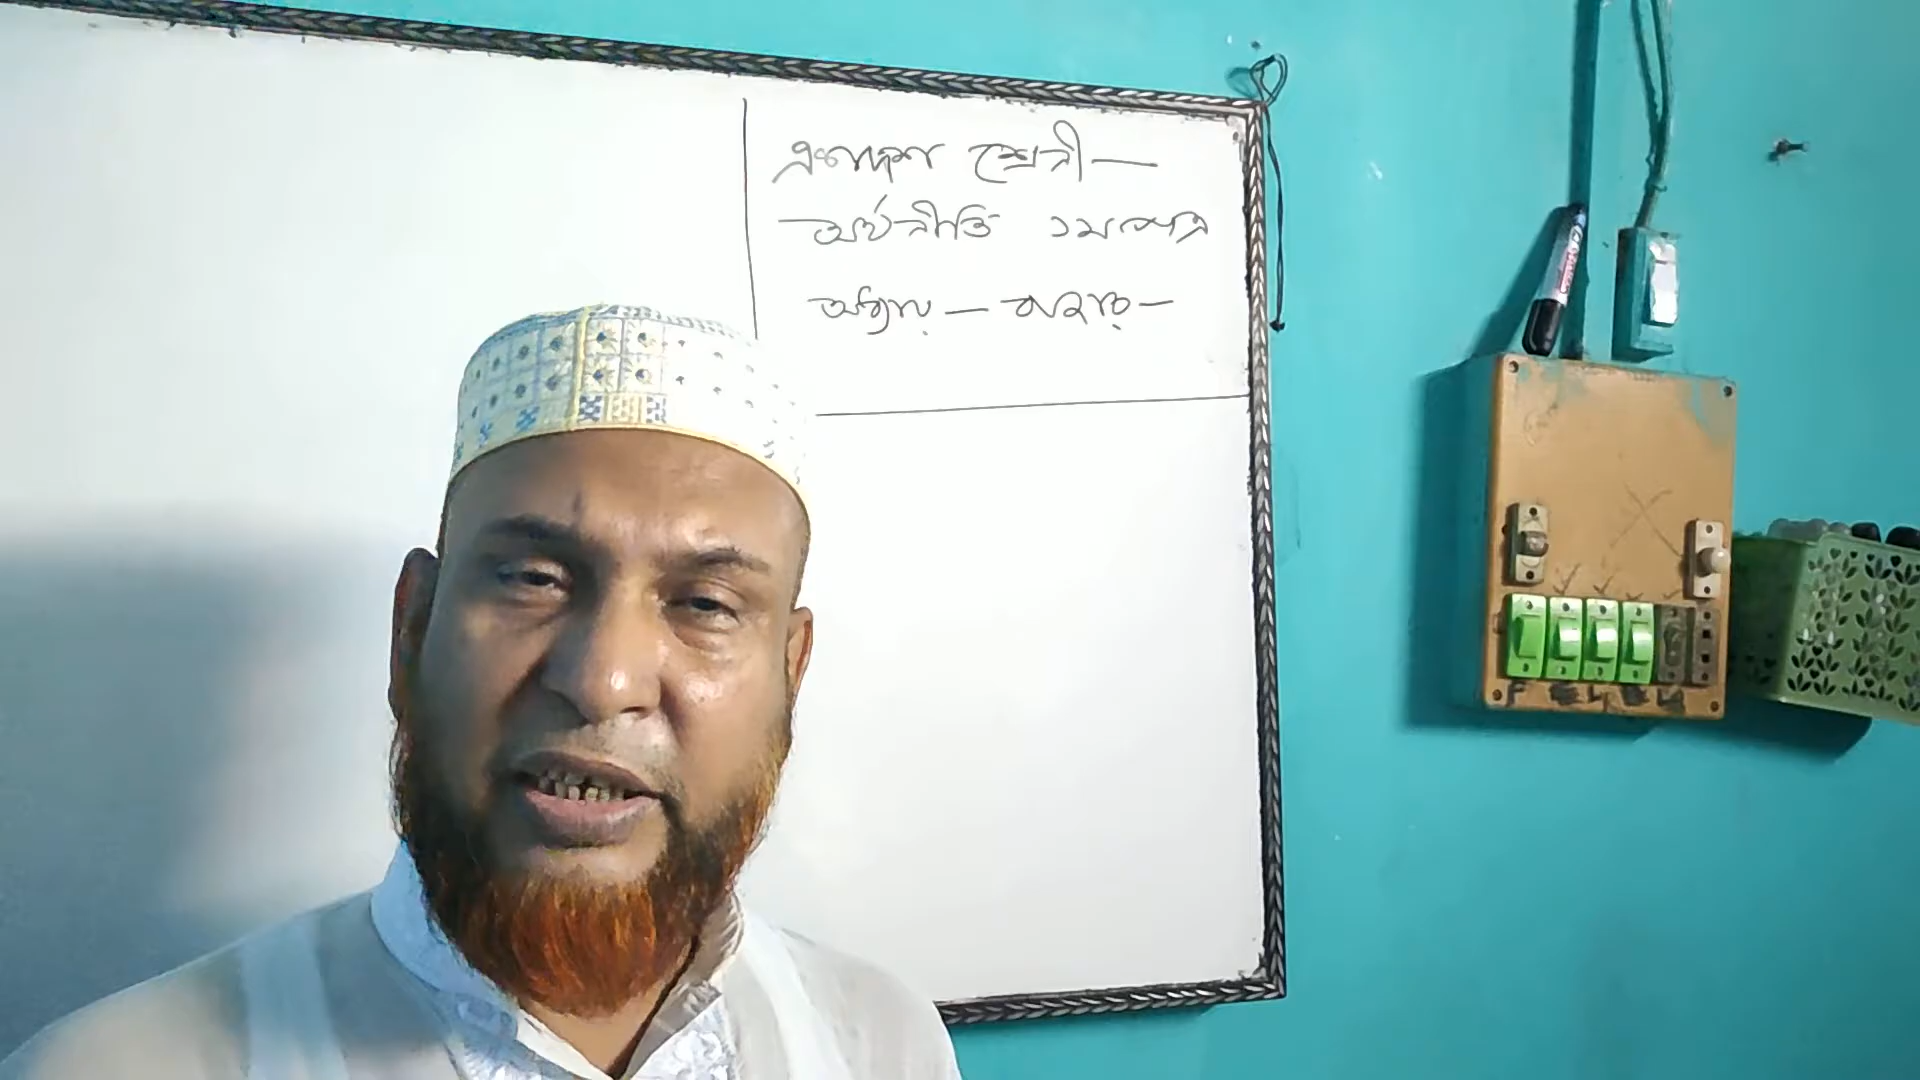 একাদশ শ্রেনী —
অর্থনীতি ১ম পত্র
অধ্যায় —